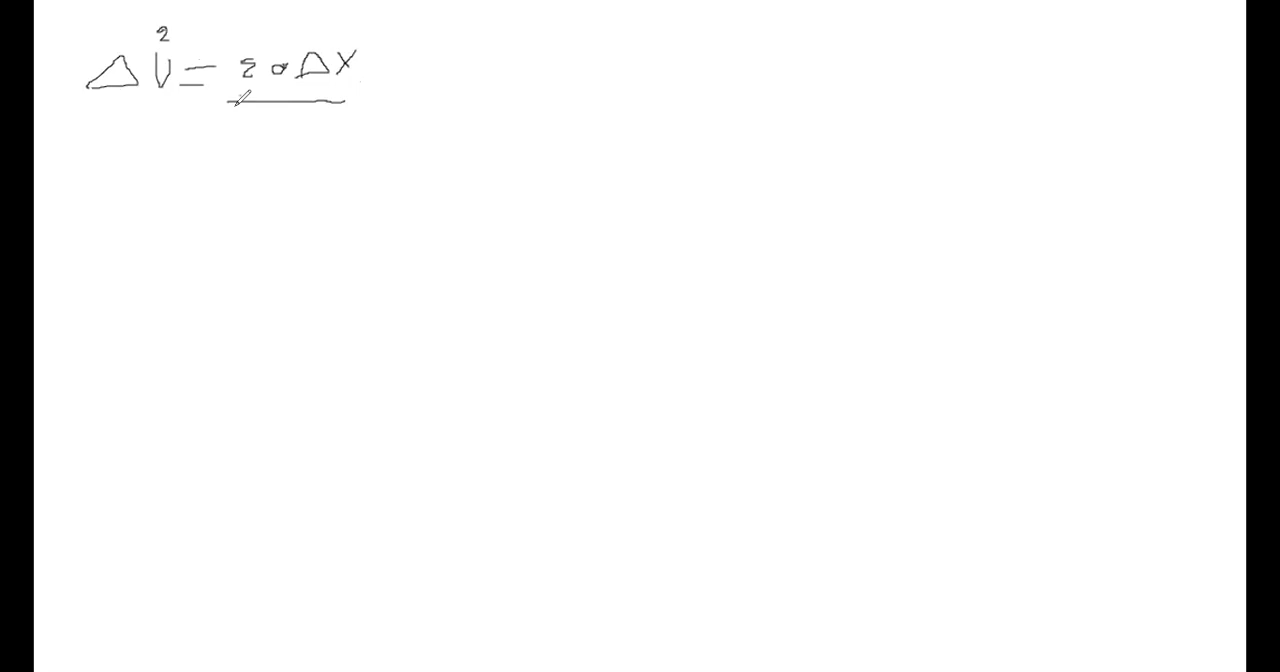 Δv² = 2aΔx